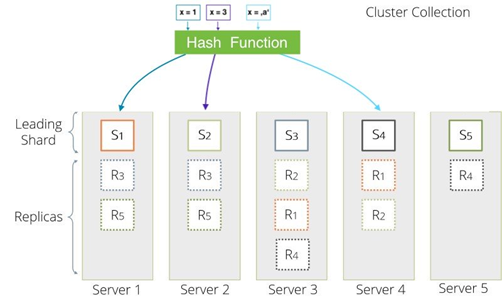 x = 1 x = 3 x = ‚a‘
Cluster Collection
Hash Function
Leading
Shard
S1 S2 S3 S4 S5
R3 R3 R2 R1 R4
Replicas
R5 R5 R1 R2
R4
Server 1 Server 2 Server 3 Server 4 Server 5